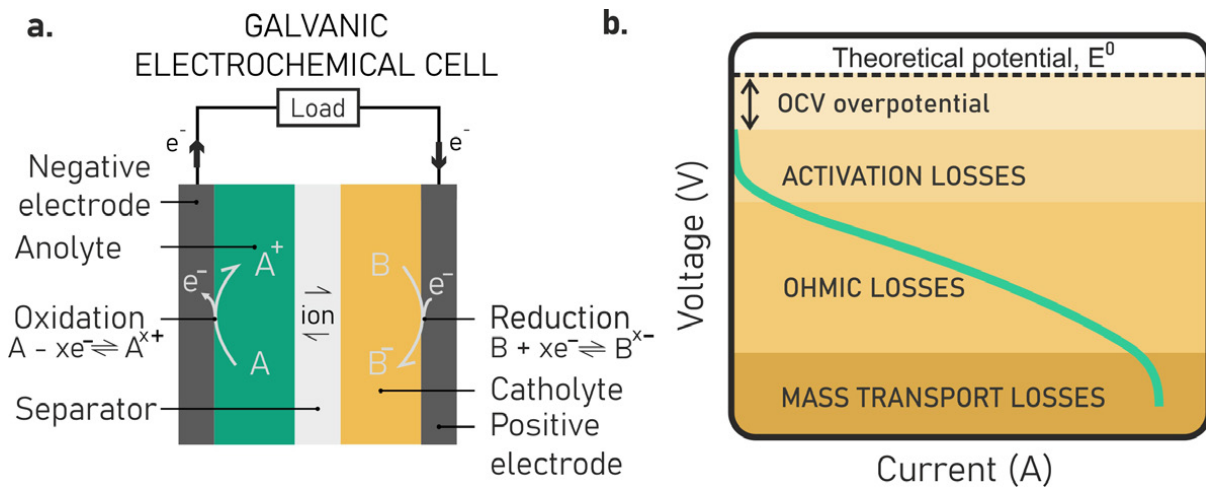 a.
GALVANIC
ELECTROCHEMICAL CELL
Load
e⁻
e⁻
Negative
electrode
Anolyte
A⁺
B
e⁻
e⁻
Oxidation
A − xe⁻ ⇌ Aˣ⁺
ion
Reduction
B + xe⁻ ⇌ Bˣ⁻
A
B⁻
Separator
Catholyte
Positive
electrode
b.
Theoretical potential, E⁰
OCV overpotential
ACTIVATION LOSSES
OHMIC LOSSES
MASS TRANSPORT LOSSES
Voltage (V)
Current (A)